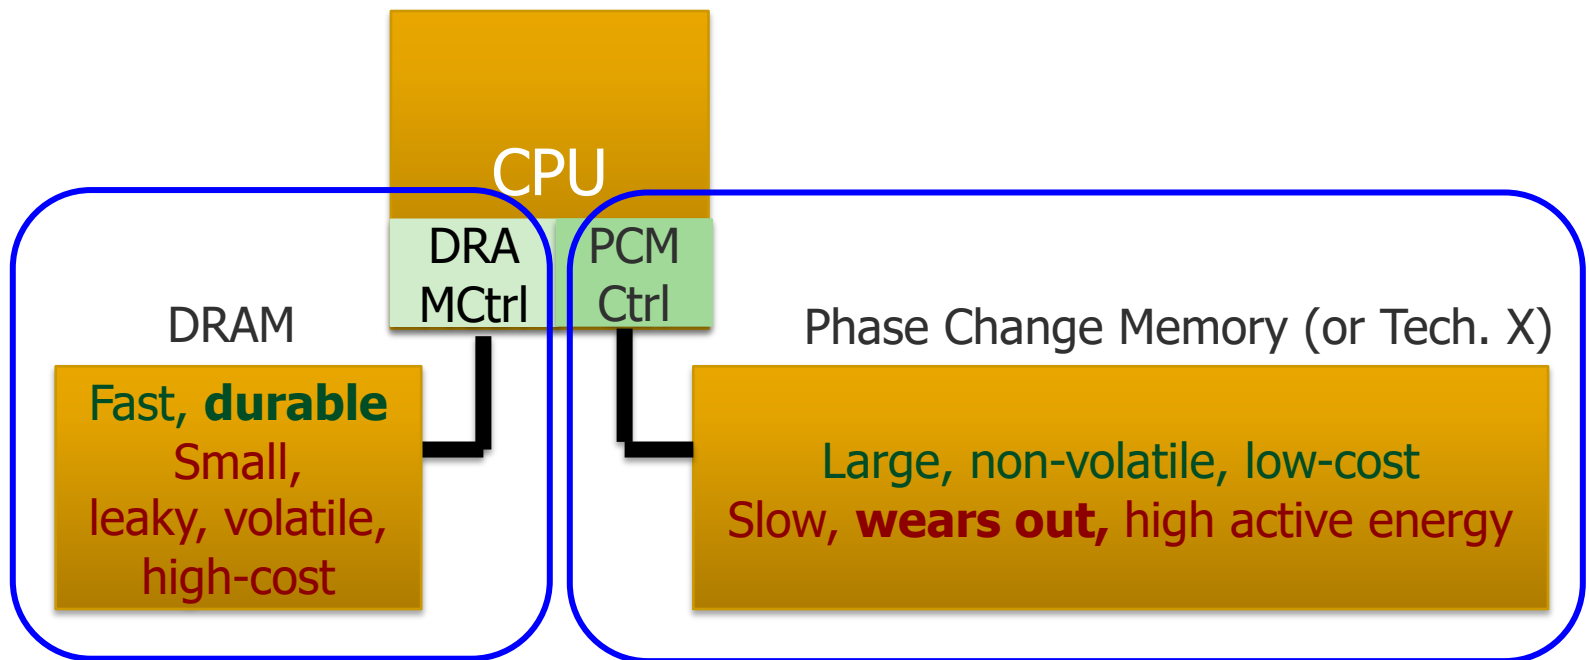 CPU
DRA
MCtrl
PCM
Ctrl
DRAM
Fast, durable
Small,
leaky, volatile,
high-cost
Phase Change Memory (or Tech. X)
Large, non-volatile, low-cost
Slow, wears out, high active energy